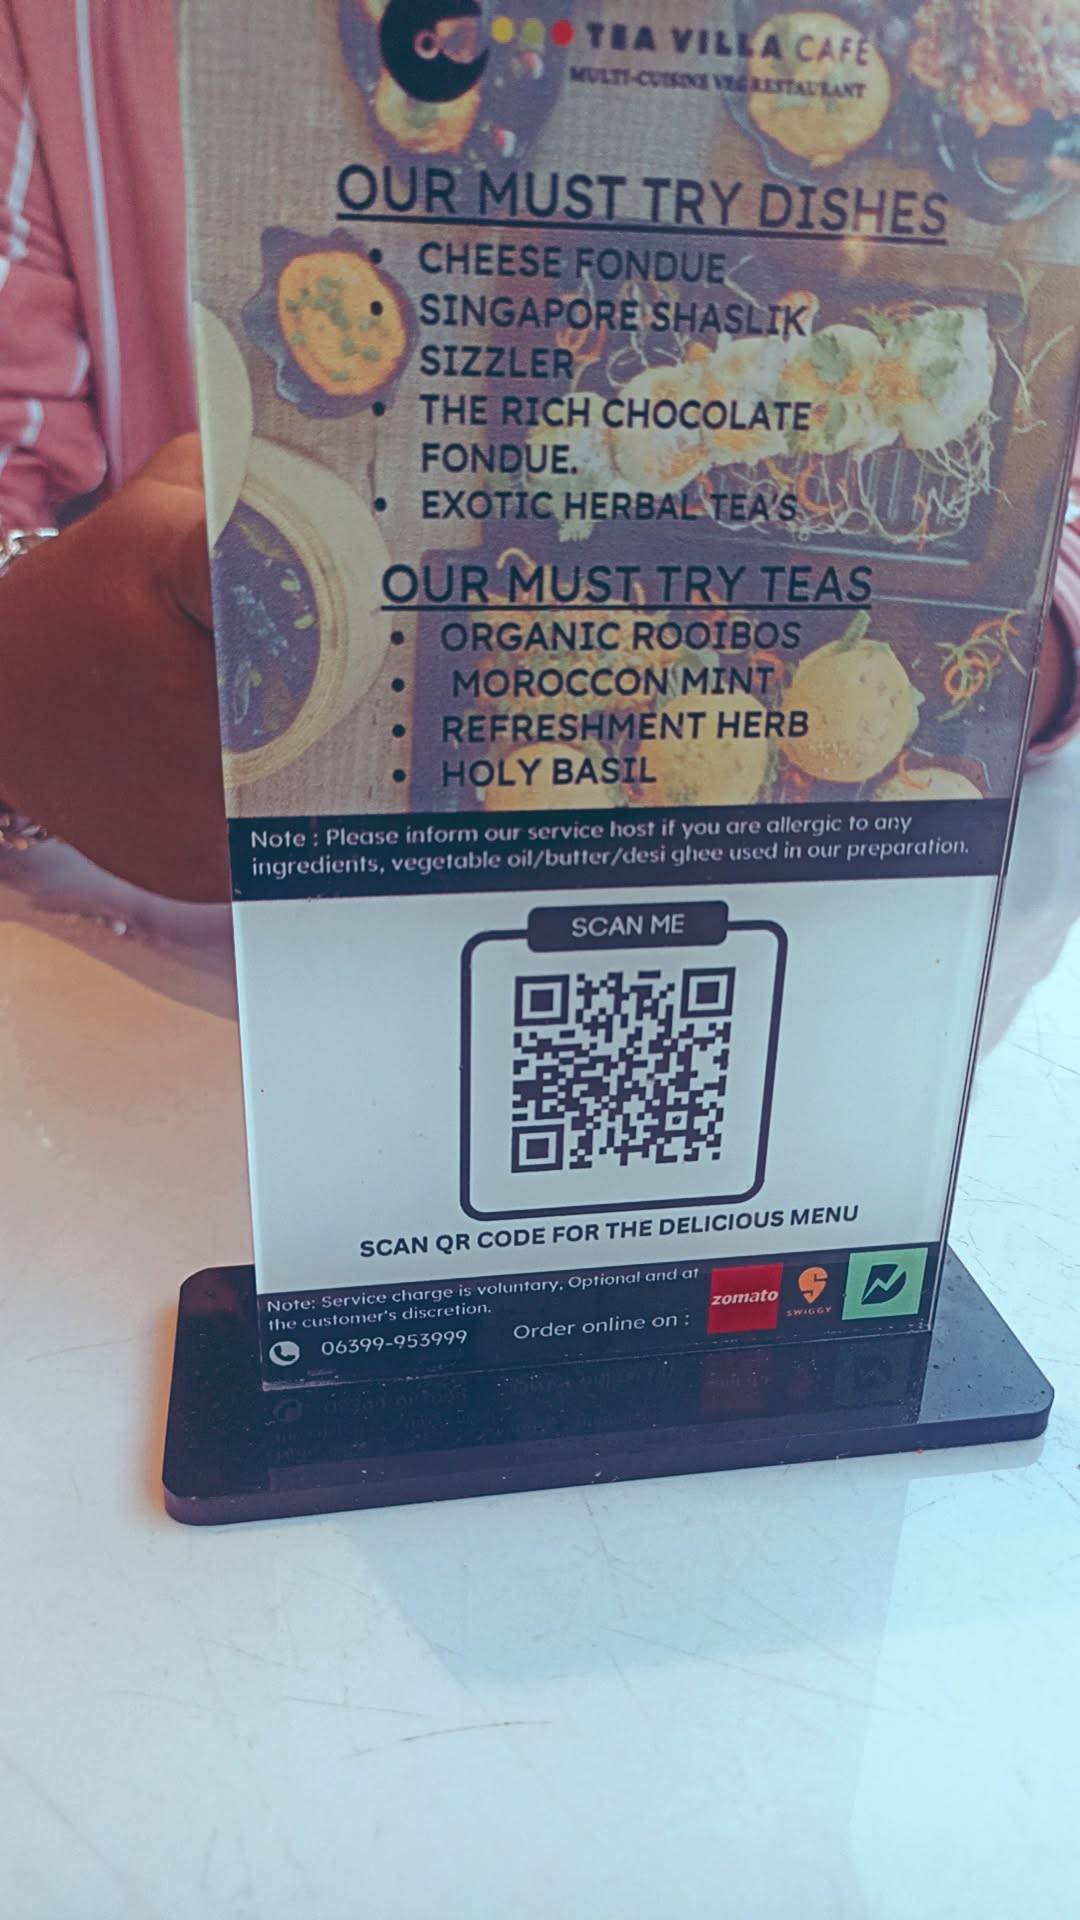 TEA VILLA CAFE
MULTI-CUISINE VEG RESTAURANT
OUR MUST TRY DISHES
• CHEESE FONDUE
• SINGAPORE SHASLIK
SIZZLER
• THE RICH CHOCOLATE
FONDUE.
• EXOTIC HERBAL TEA'S
OUR MUST TRY TEAS
• ORGANIC ROOIBOS
• MOROCCON MINT
• REFRESHMENT HERB
• HOLY BASIL
Note : Please inform our service host if you are allergic to any
ingredients, vegetable oil/butter/desi ghee used in our preparation.
SCAN ME
SCAN QR CODE FOR THE DELICIOUS MENU
Note: Service charge is voluntary, Optional and at
the customer's discretion.
06399-953999
Order online on :
zomato
SWIGGY